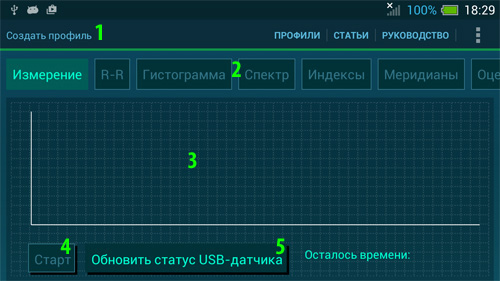 100% 18:29
Создать профиль 1 ПРОФИЛИ СТАТЬИ РУКОВОДСТВО
Измерение R-R Гистограмма 2 Спектр Индексы Меридианы Оце
3
4 5
Старт Обновить статус USB-датчика Осталось времени: